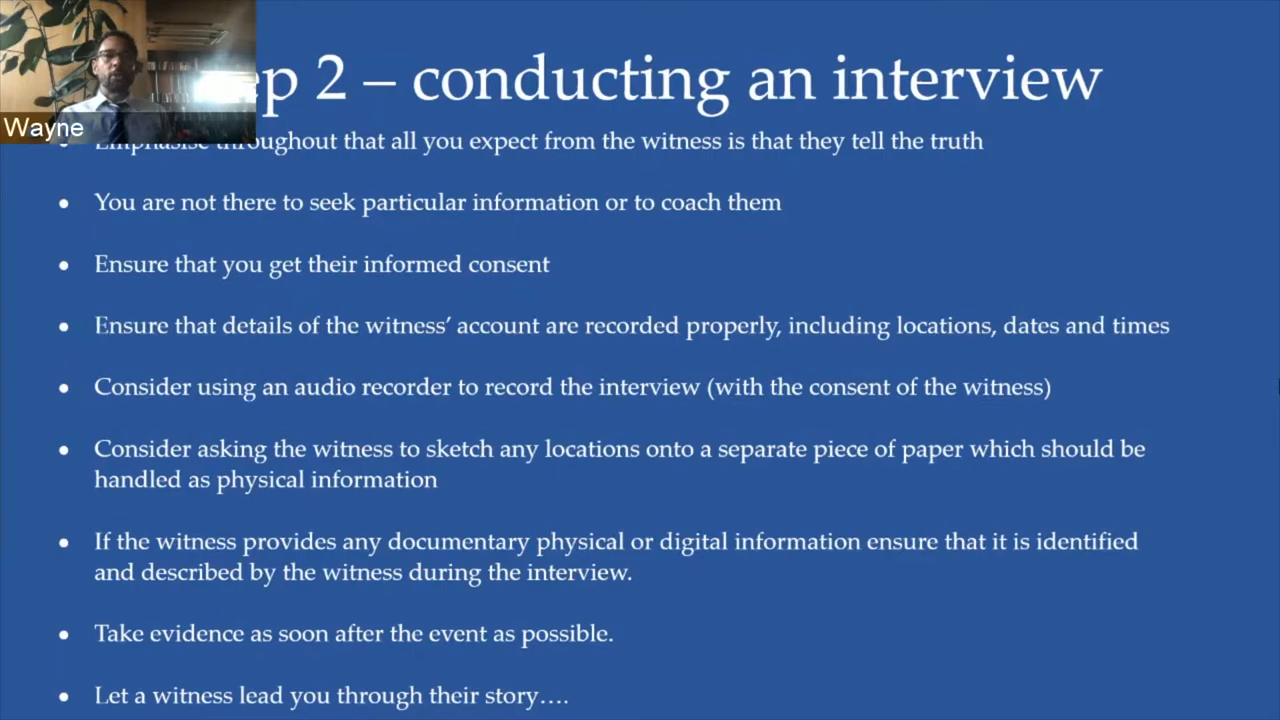 Wayne
ep 2 – conducting an interview
Emphasise throughout that all you expect from the witness is that they tell the truth
• You are not there to seek particular information or to coach them
• Ensure that you get their informed consent
• Ensure that details of the witness’ account are recorded properly, including locations, dates and times
• Consider using an audio recorder to record the interview (with the consent of the witness)
• Consider asking the witness to sketch any locations onto a separate piece of paper which should be
handled as physical information
• If the witness provides any documentary physical or digital information ensure that it is identified
and described by the witness during the interview.
• Take evidence as soon after the event as possible.
• Let a witness lead you through their story….